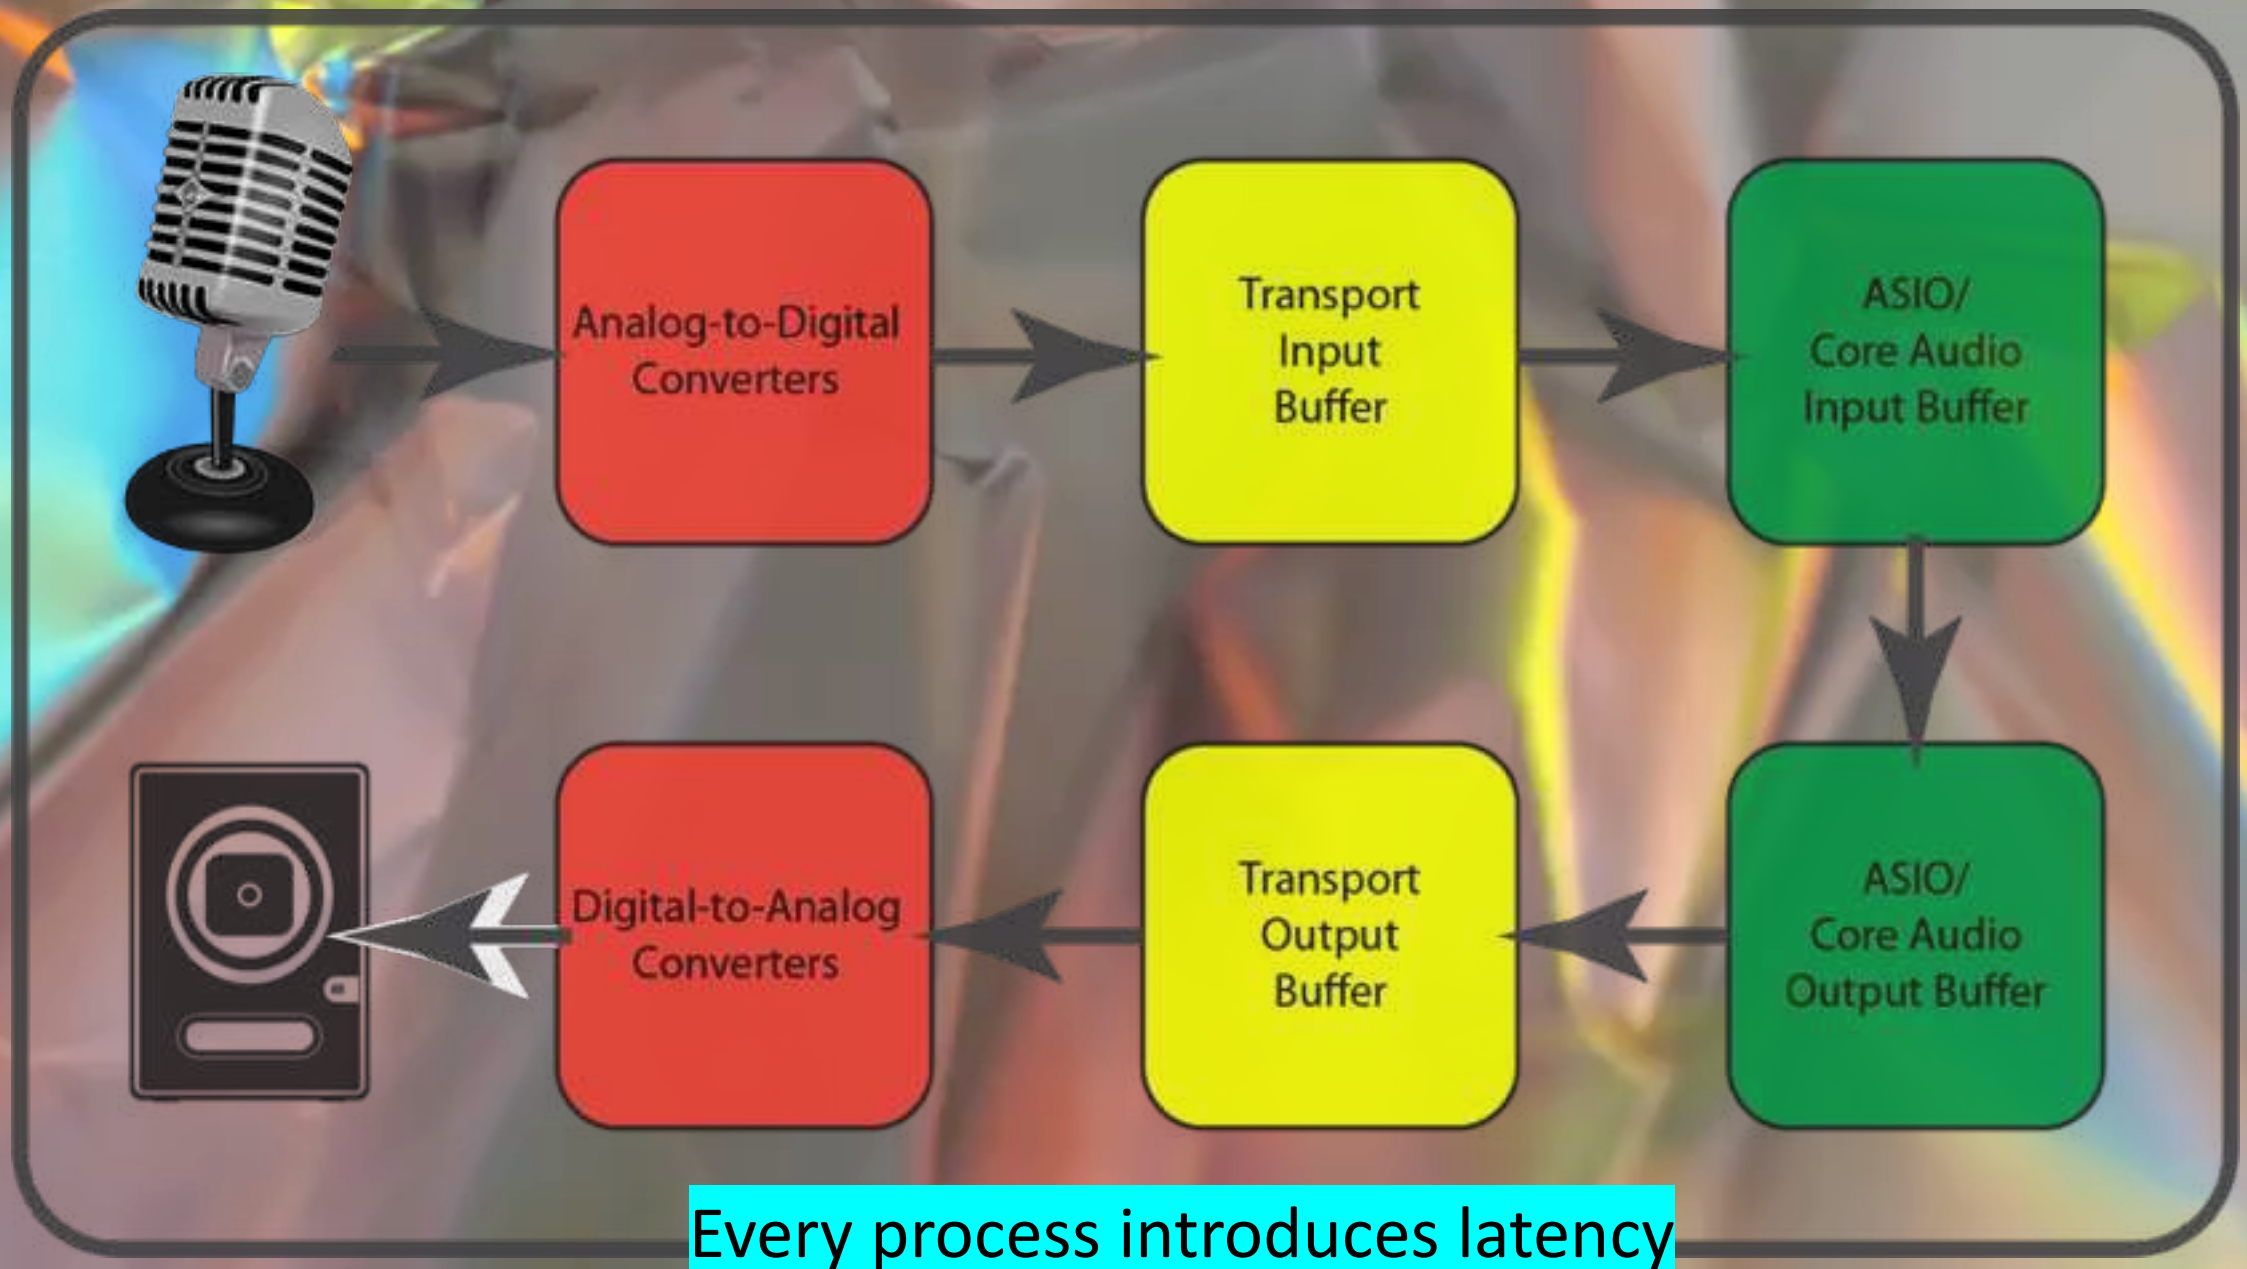 Analog-to-Digital
Converters
Transport
Input
Buffer
ASIO/
Core Audio
Input Buffer
Digital-to-Analog
Converters
Transport
Output
Buffer
ASIO/
Core Audio
Output Buffer
Every process introduces latency